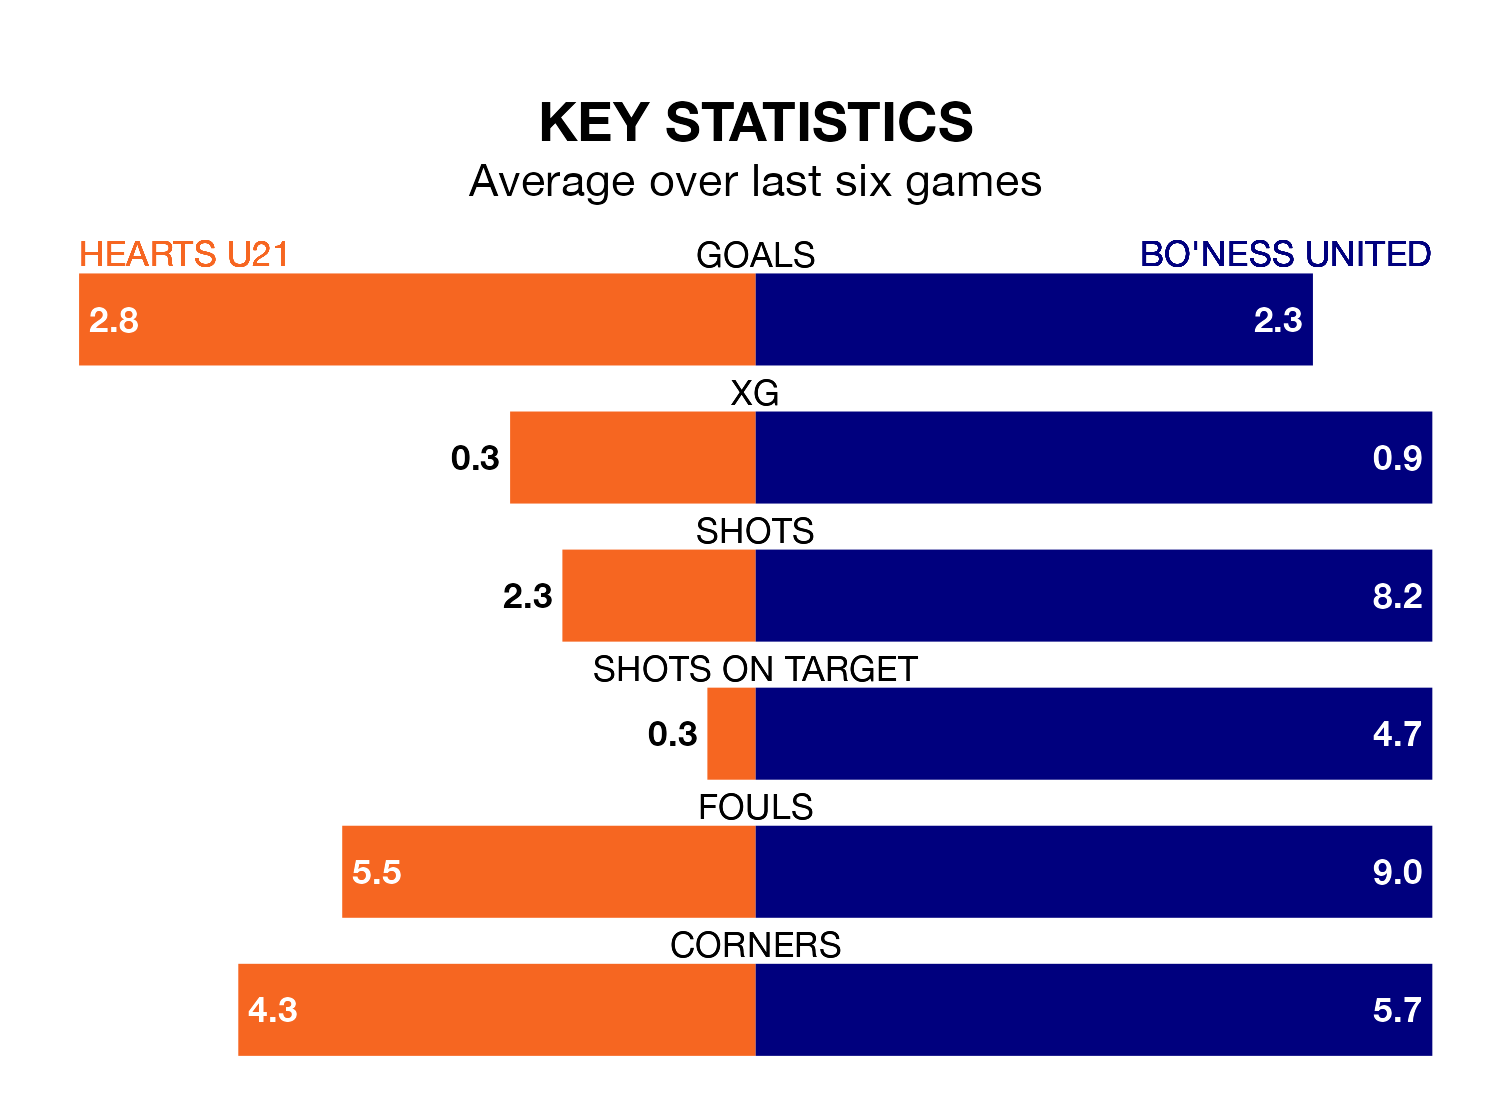 KEY STATISTICS
Average over last six games
HEARTS U21 GOALS BO'NESS UNITED
2.8 2.3
XG
0.3 0.9
SHOTS
2.3 8.2
SHOTS ON TARGET
0.3 4.7
FOULS
5.5 9.0
CORNERS
4.3 5.7